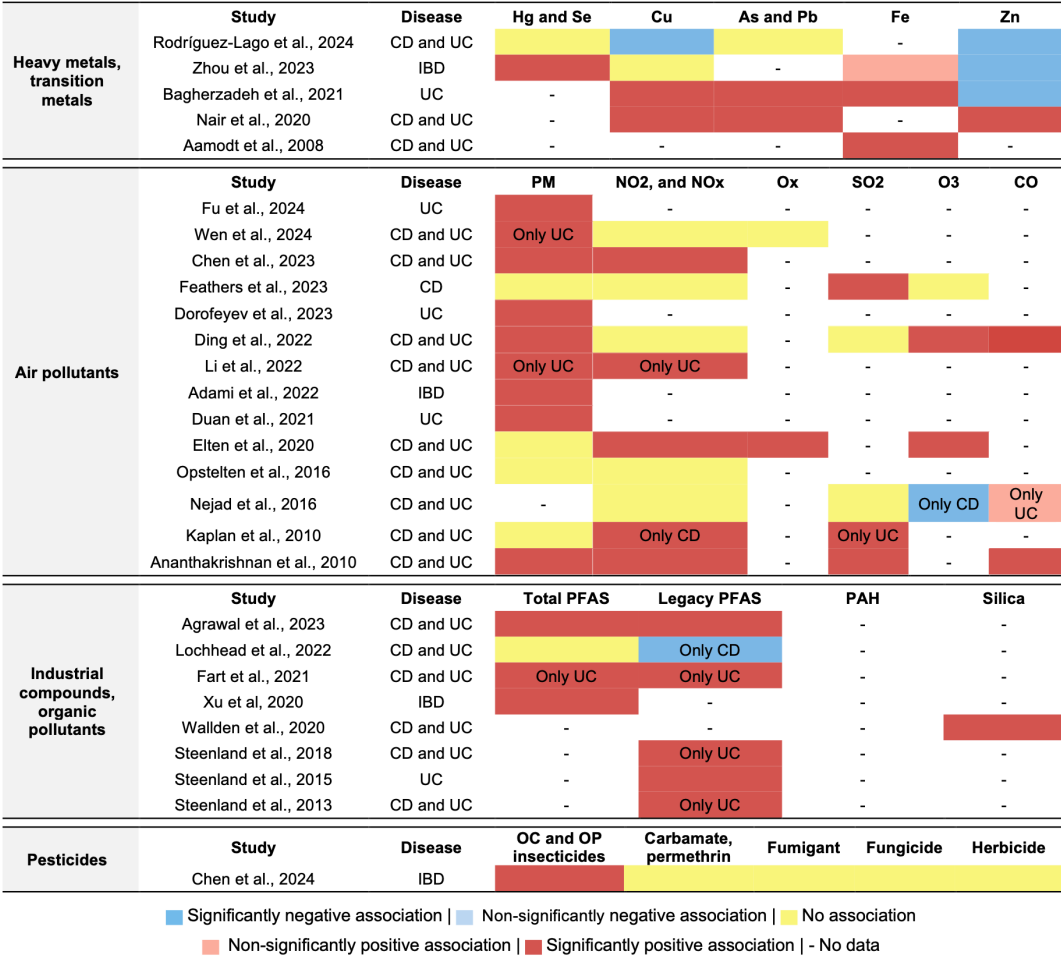 Heavy metals, transition metals
Study Disease Hg and Se Cu As and Pb Fe Zn
Rodríguez-Lago et al., 2024 CD and UC -
Zhou et al., 2023 IBD -
Bagherzadeh et al., 2021 UC -
Nair et al., 2020 CD and UC - -
Aamodt et al., 2008 CD and UC - - - -
Air pollutants
Study Disease PM NO2, and NOx Ox SO2 O3 CO
Fu et al., 2024 UC - - - - -
Wen et al., 2024 CD and UC Only UC - - -
Chen et al., 2023 CD and UC - - - -
Feathers et al., 2023 CD - -
Dorofeyev et al., 2023 UC - - - - -
Ding et al., 2022 CD and UC -
Li et al., 2022 CD and UC Only UC Only UC - - - -
Adami et al., 2022 IBD - - - - -
Duan et al., 2021 UC - - - - -
Elten et al., 2020 CD and UC - -
Opstelten et al., 2016 CD and UC - - - -
Nejad et al., 2016 CD and UC - - Only CD Only UC
Kaplan et al., 2010 CD and UC Only CD - Only UC - -
Ananthakrishnan et al., 2010 CD and UC - -
Industrial compounds, organic pollutants
Study Disease Total PFAS Legacy PFAS PAH Silica
Agrawal et al., 2023 CD and UC - -
Lochhead et al., 2022 CD and UC Only CD - -
Fart et al., 2021 CD and UC Only UC Only UC - -
Xu et al, 2020 IBD - - -
Wallden et al., 2020 CD and UC - - -
Steenland et al., 2018 CD and UC - Only UC - -
Steenland et al., 2015 UC - - -
Steenland et al., 2013 CD and UC - Only UC - -
Pesticides
Study Disease OC and OP insecticides Carbamate, permethrin Fumigant Fungicide Herbicide
Chen et al., 2024 IBD
Significantly negative association | Non-significantly negative association | No association
Non-significantly positive association | Significantly positive association | - No data